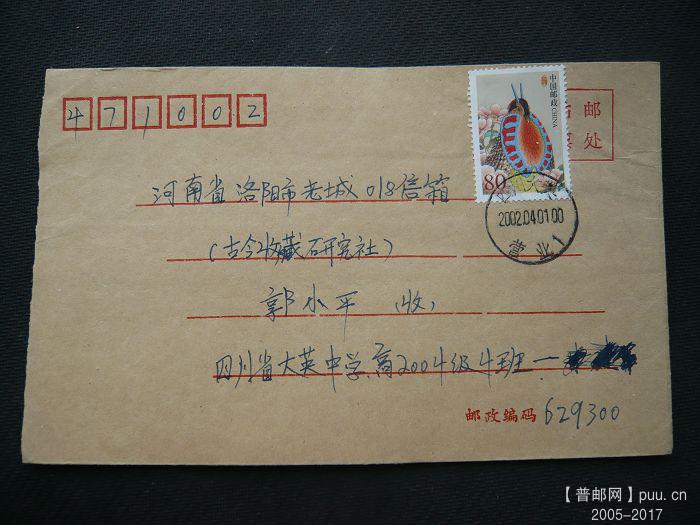 471002
中国邮政 CHINA
80
邮
处
河南省洛阳市老城018信箱
2002.04.01.00
营业1
(古今收藏研究社)
郭小平(收)
四川省大英中学高2004级4班一
邮政编码 629300
【普邮网】puu.cn
2005-2017